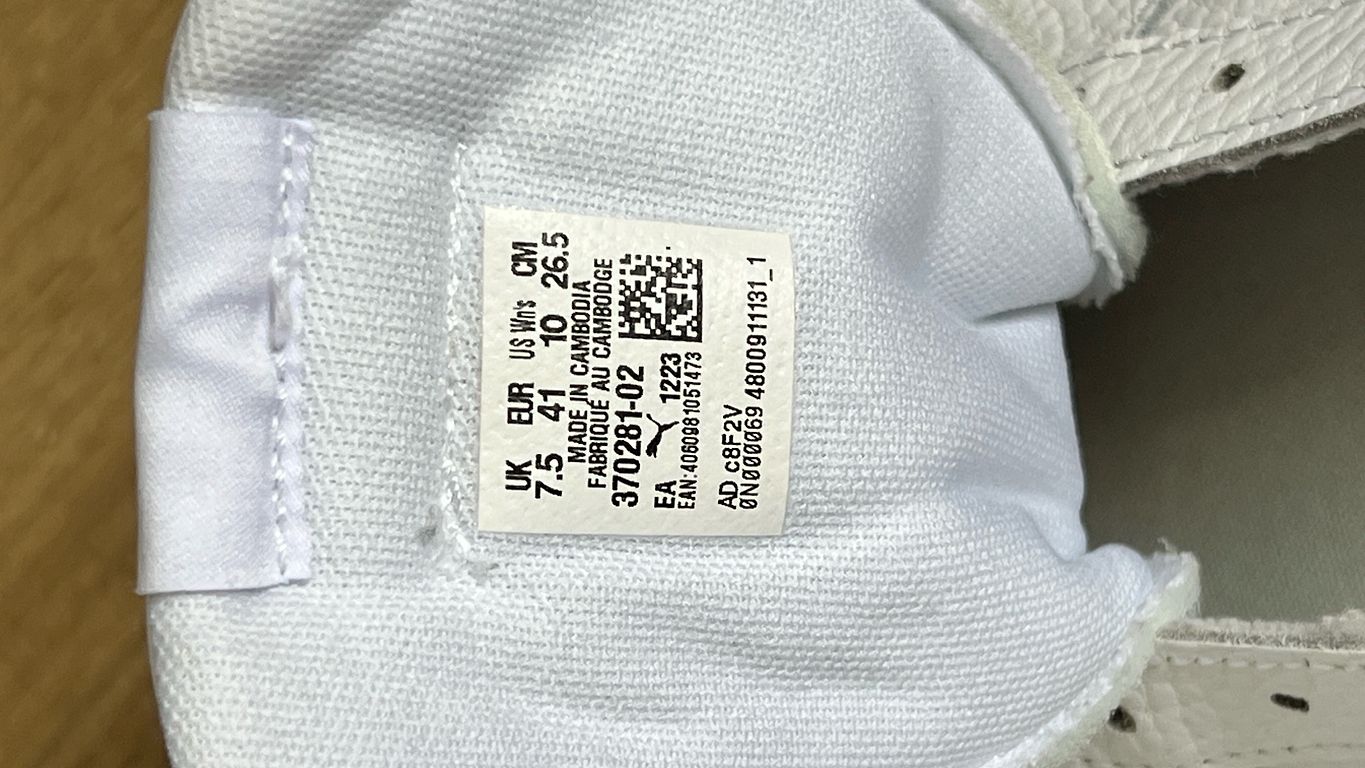 UK EUR US Wn's CM
7.5 41 10 26.5
MADE IN CAMBODIA
FABRIQUÉ AU CAMBODGE
370281-02
EA 1223
EAN:4060981051473
AD c8F2V
0N000069 4800911131_1